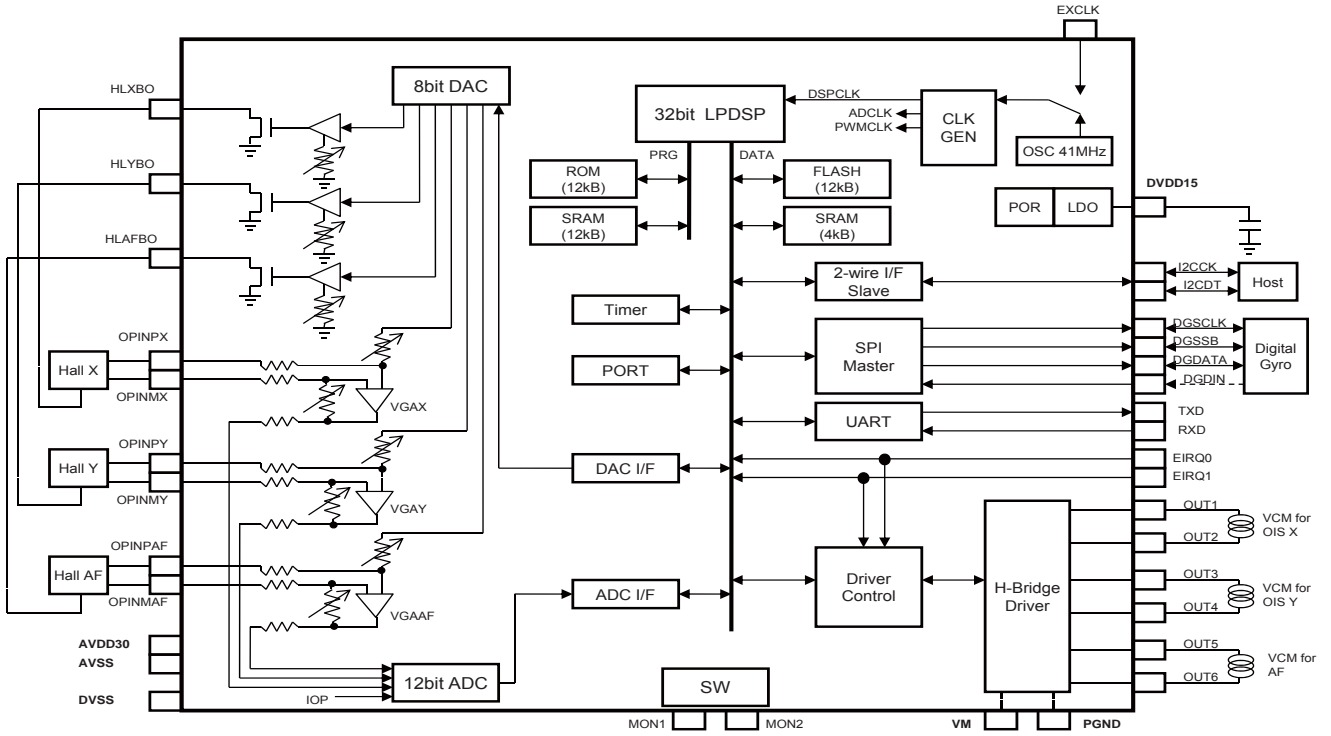 EXCLK
HLXBO
8bit DAC
32bit LPDSP
DSPCLK
ADCLK
PWMCLK
CLK
GEN
OSC 41MHz
HLYBO
PRG
DATA
ROM
(12kB)
FLASH
(12kB)
SRAM
(12kB)
SRAM
(4kB)
POR
LDO
DVDD15
HLAFBO
2-wire I/F
Slave
I2CCK
I2CDT
Host
Timer
OPINPX
Hall X
OPINMX
VGAX
PORT
SPI
Master
DGSCLK
DGSSB
DGDATA
DGDIN
Digital
Gyro
UART
TXD
RXD
OPINPY
Hall Y
OPINMY
VGAY
DAC I/F
EIRQ0
EIRQ1
OUT1
OUT2
VCM for
OIS X
OPINPAF
Hall AF
OPINMAF
VGAAF
ADC I/F
Driver
Control
H-Bridge
Driver
OUT3
OUT4
VCM for
OIS Y
AVDD30
AVSS
DVSS
IOP
12bit ADC
SW
OUT5
OUT6
VCM for
AF
MON1
MON2
VM
PGND